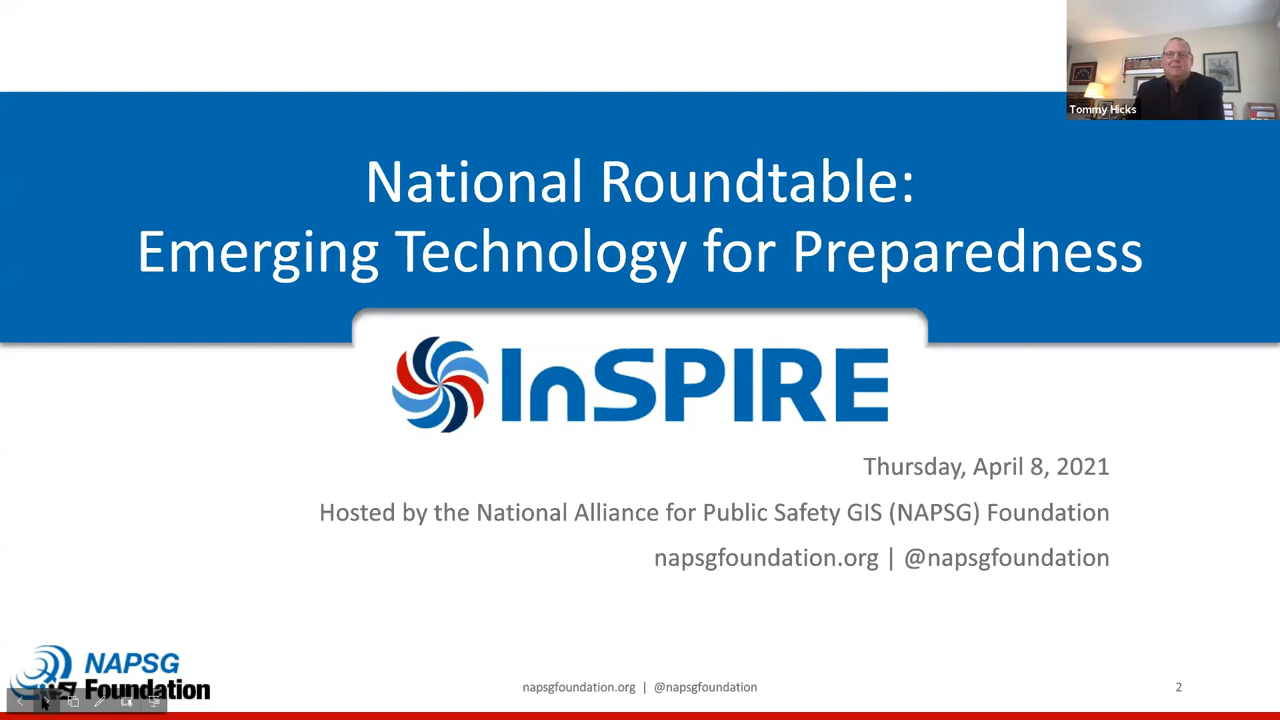 Tommy Hicks
National Roundtable:
Emerging Technology for Preparedness
InSPIRE
Thursday, April 8, 2021
Hosted by the National Alliance for Public Safety GIS (NAPSG) Foundation
napsgfoundation.org | @napsgfoundation
NAPSG
Foundation
napsgfoundation.org | @napsgfoundation
2